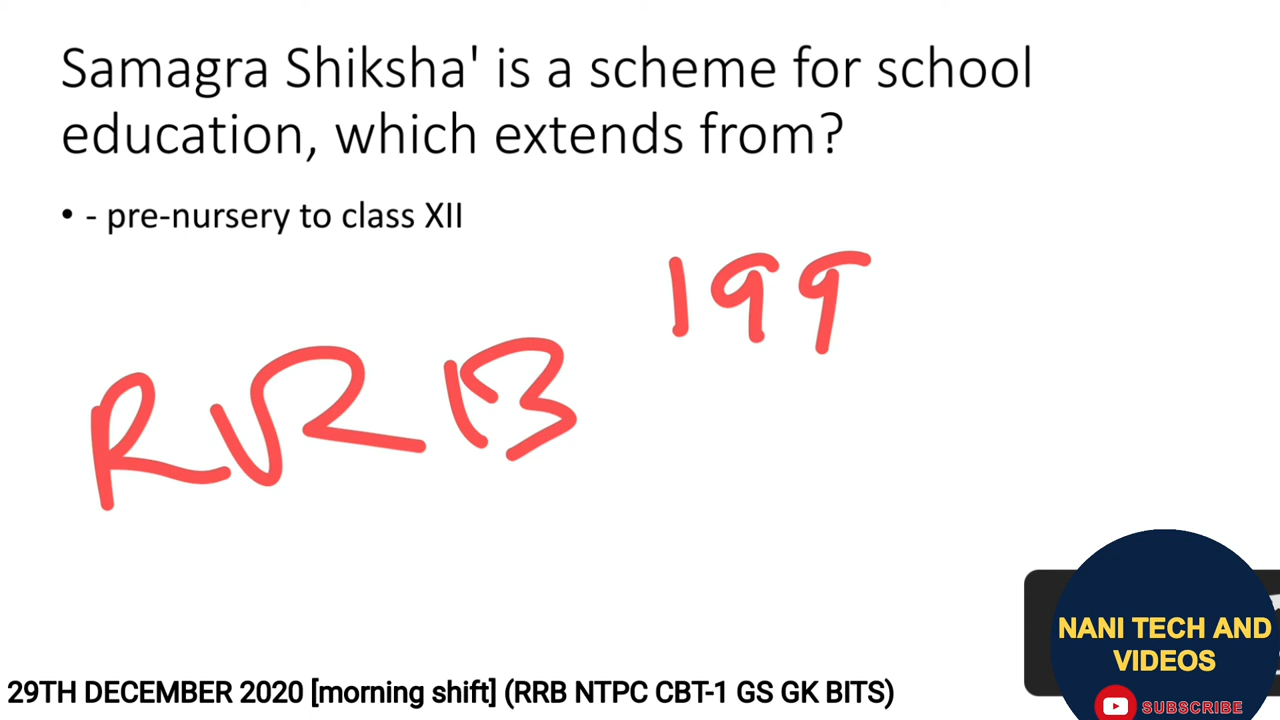 Samagra Shiksha' is a scheme for school
education, which extends from?
• - pre-nursery to class XII
199
RRB
NANI TECH AND
VIDEOS
SUBSCRIBE
29TH DECEMBER 2020 [morning shift] (RRB NTPC CBT-1 GS GK BITS)